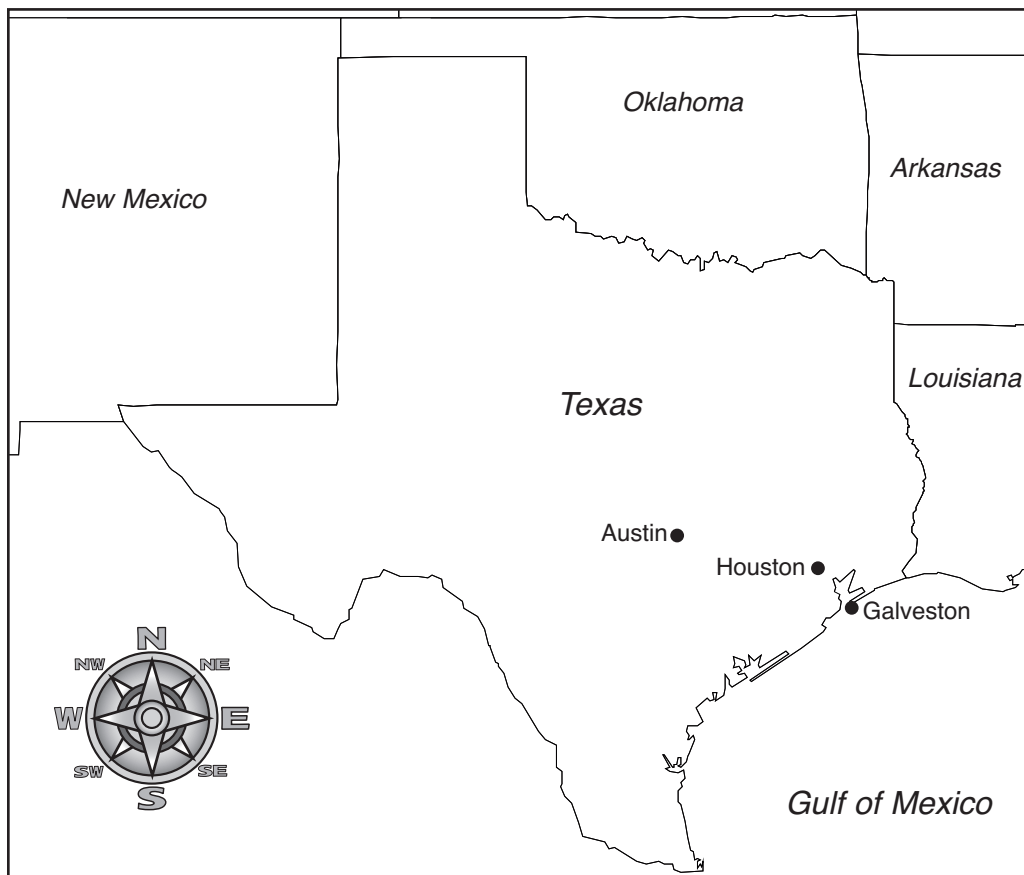 Oklahoma
Arkansas
New Mexico
Louisiana
Texas
Austin
Houston
Galveston
N
NW
NE
W
E
SW
SE
S
Gulf of Mexico